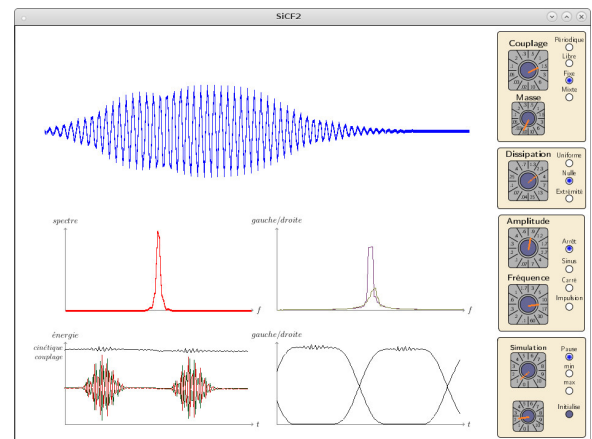 SiCF2
Couplage
Périodique
Libre
Fixe
Mixte
Masse
Dissipation
Uniforme
Nulle
Extrémité
spectre
gauche/droite
f
f
Amplitude
Arrêt
Sinus
Carré
Impulsion
Fréquence
énergie
cinétique
couplage
gauche/droite
t
t
Simulation
Pause
min
max
Initialise